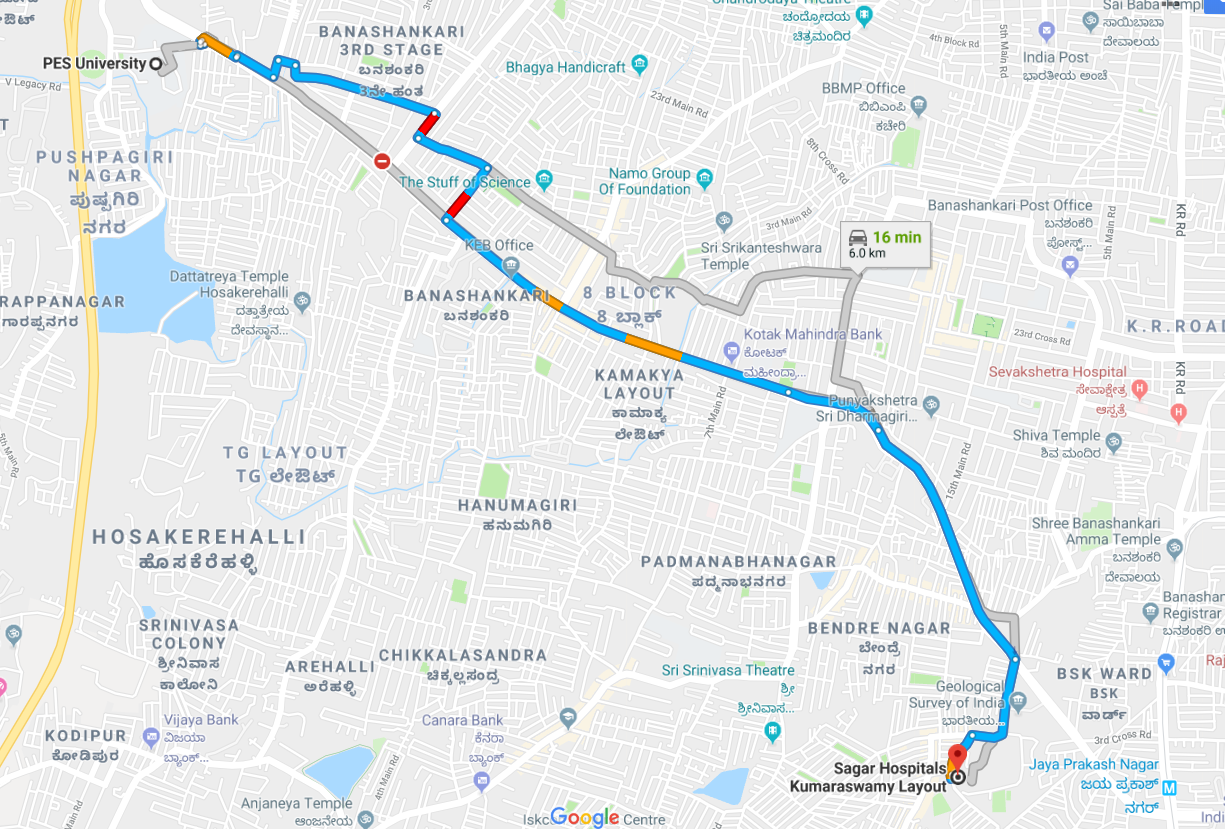 Sai Baba Temple
ಸಾಯಿಬಾಬಾ
ದೇವಾಲಯ
ಚಂದ್ರೋದಯ
ಚಿತ್ರಮಂದಿರ
4th Block Rd
5th Main Rd
India Post
ಭಾರತೀಯ ಅಂಚೆ
BANASHANKARI
3RD STAGE
ಬನಶಂಕರಿ
3ನೇ ಹಂತ
PES University
V Legacy Rd
Bhagya Handicraft
23rd Main Rd
BBMP Office
ಬಿಬಿಎಂಪಿ
ಕಚೇರಿ
8th Cross Rd
PUSHPAGIRI
NAGAR
ಪುಷ್ಪಗಿರಿ
ನಗರ
The Stuff of Science
Namo Group
Of Foundation
3rd Main Rd
Banashankari Post Office
ಬನಶಂಕರಿ
ಪೋಸ್ಟ್...
5th Main Rd
KR Rd
16 min
6.0 km
KEB Office
Sri Srikanteshwara
Temple
Dattatreya Temple
Hosakerehalli
ದತ್ತಾತ್ರೇಯ
ದೇವಸ್ಥಾನ...
RAPPANAGAR
ಗಾರಪ್ಪನಗರ
BANASHANKARI
ಬನಶಂಕರಿ
8 BLOCK
8 ಬ್ಲಾಕ್
Kotak Mahindra Bank
ಕೋಟಕ್
ಮಹೀಂದ್ರಾ...
23rd Cross Rd
K.R.ROAD
KR Rd
Sevakshetra Hospital
ಸೇವಾಕ್ಷೇತ್ರ
ಆಸ್ಪತ್ರೆ
KAMAKYA
LAYOUT
ಕಾಮಾಕ್ಯ
ಲೇಔಟ್
7th Main Rd
Punyakshetra
Sri Dharmagiri...
Shiva Temple
ಶಿವ ಮಂದಿರ
15th Main Rd
TG LAYOUT
TG ಲೇಔಟ್
HANUMAGIRI
ಹನುಮಗಿರಿ
HOSAKEREHALLI
ಹೊಸಕೆರೆಹಳ್ಳಿ
Shree Banashankari
Amma Temple
ಬನಶಂಕರಿ
ದೇವಾಲಯ
PADMANABHANAGAR
ಪದ್ಮನಾಭನಗರ
Registrar
SRINIVASA
COLONY
ಶ್ರೀನಿವಾಸ
ಕಾಲೋನಿ
BENDRE NAGAR
ಬೇಂದ್ರೆ
ನಗರ
AREHALLI
ಅರೆಹಳ್ಳಿ
CHIKKALASANDRA
ಚಿಕ್ಕಲ್ಲಸಂದ್ರ
Sri Srinivasa Theatre
ಶ್ರೀ
ಶ್ರೀನಿವಾಸ...
BSK WARD
BSK
ವಾರ್ಡ್
Geological
Survey of India
ಭಾರತೀಯ...
Vijaya Bank
ವಿಜಯಾ
ಬ್ಯಾಂಕ್...
Canara Bank
ಕೆನರಾ
ಬ್ಯಾಂಕ್
KODIPUR
ಕೋಡಿಪುರ
3rd Cross Rd
4th Main Rd
Sagar Hospitals
Kumaraswamy Layout
Jaya Prakash Nagar
ಜಯ ಪ್ರಕಾಶ್
ನಗರ್
M
Anjaneya Temple
ಆಂಜನೇಯ
Google
Centre